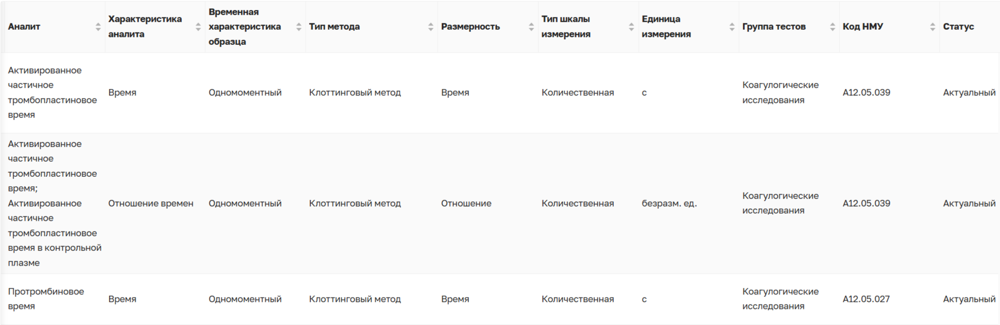 Аналит
Характеристика
аналита
Временная
характеристика
образца
Тип метода
Размерность
Тип шкалы
измерения
Единица
измерения
Группа тестов
Код НМУ
Статус
Активированное
частичное
тромбопластиновое
время
Время
Одномоментный
Клоттинговый метод
Время
Количественная
с
Коагулогические
исследования
A12.05.039
Актуальный
Активированное
частичное
тромбопластиновое
время;
Активированное
частичное
тромбопластиновое
время в контрольной
плазме
Отношение времен
Одномоментный
Клоттинговый метод
Отношение
Количественная
безразм. ед.
Коагулогические
исследования
A12.05.039
Актуальный
Протромбиновое
время
Время
Одномоментный
Клоттинговый метод
Время
Количественная
с
Коагулогические
исследования
A12.05.027
Актуальный